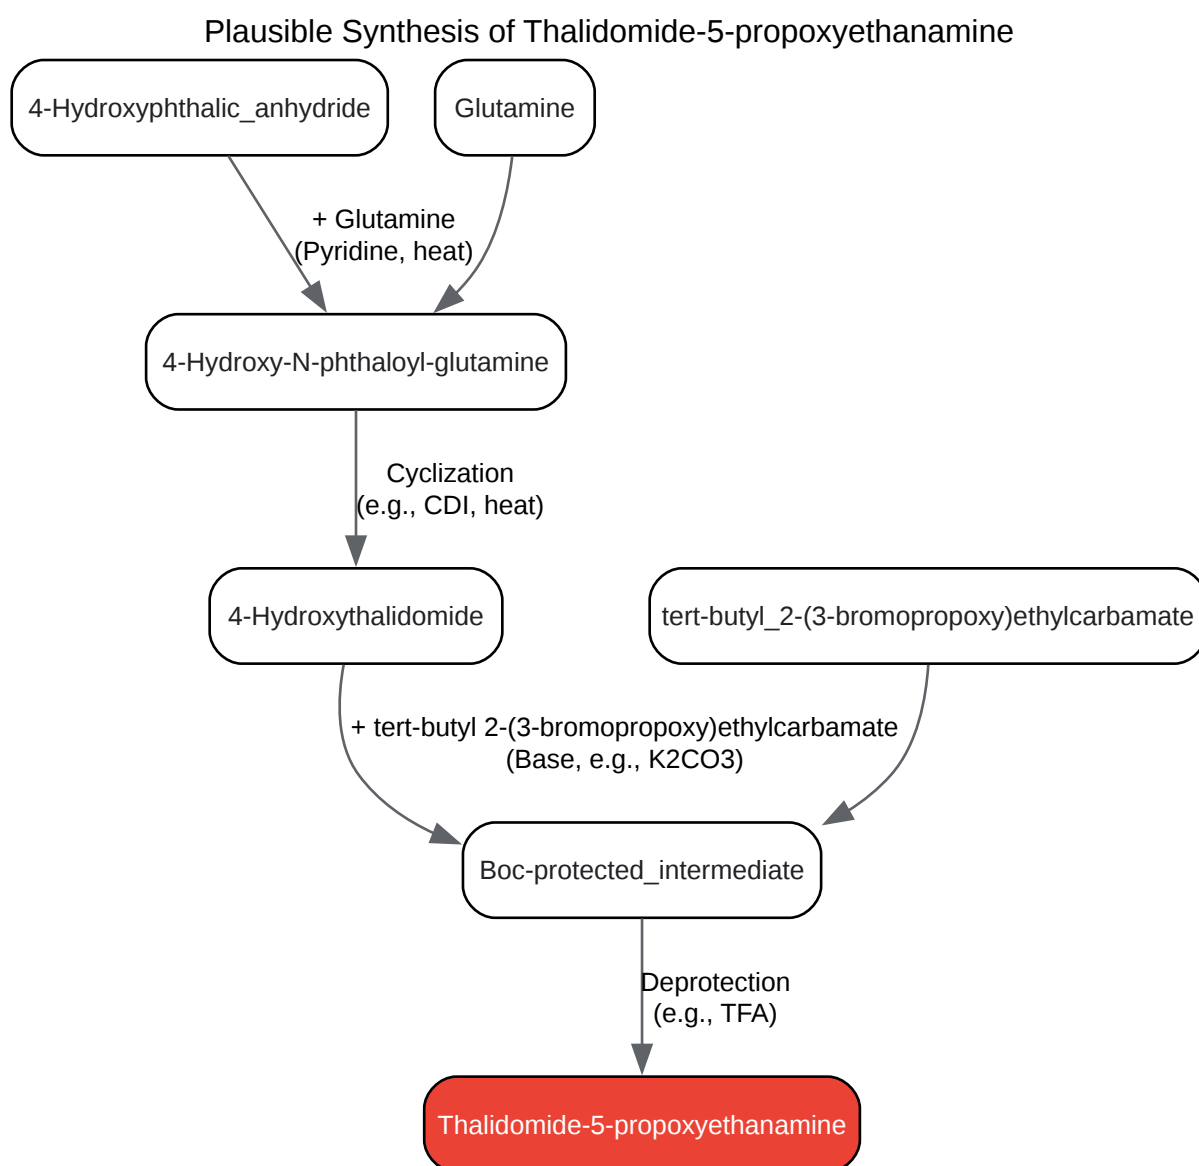 Plausible Synthesis of Thalidomide-5-propoxyethanamine
4-Hydroxyphthalic_anhydride
Glutamine
+ Glutamine
(Pyridine, heat)
4-Hydroxy-N-phthaloyl-glutamine
Cyclization
(e.g., CDI, heat)
4-Hydroxythalidomide
tert-butyl_2-(3-bromopropoxy)ethylcarbamate
+ tert-butyl 2-(3-bromopropoxy)ethylcarbamate
(Base, e.g., K2CO3)
Boc-protected_intermediate
Deprotection
(e.g., TFA)
Thalidomide-5-propoxyethanamine